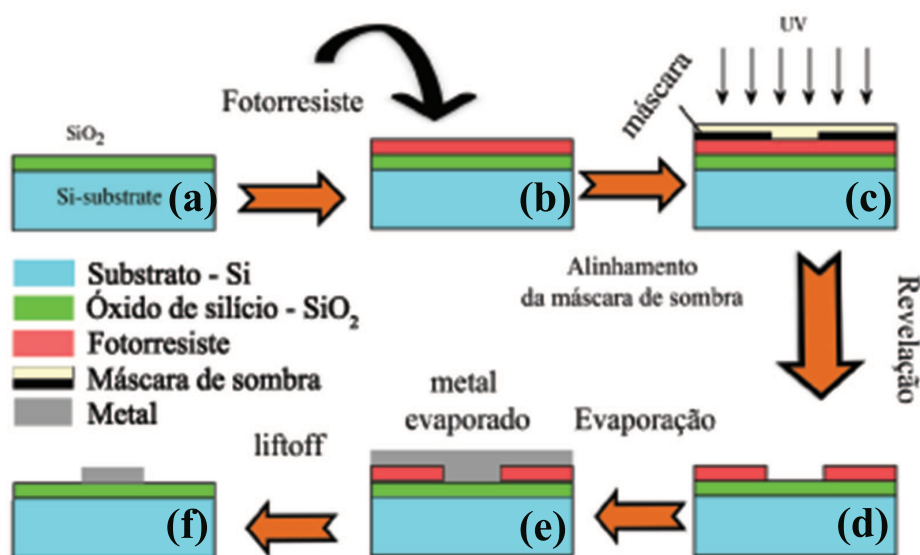 UV
Fotorresiste
máscara
SiO₂
Si-substrate (a)
(b)
(c)
Alinhamento
da máscara de sombra
Revelação
Substrato - Si
Óxido de silício - SiO₂
Fotorresiste
Máscara de sombra
Metal
metal
evaporado
Evaporação
liftoff
(f)
(e)
(d)